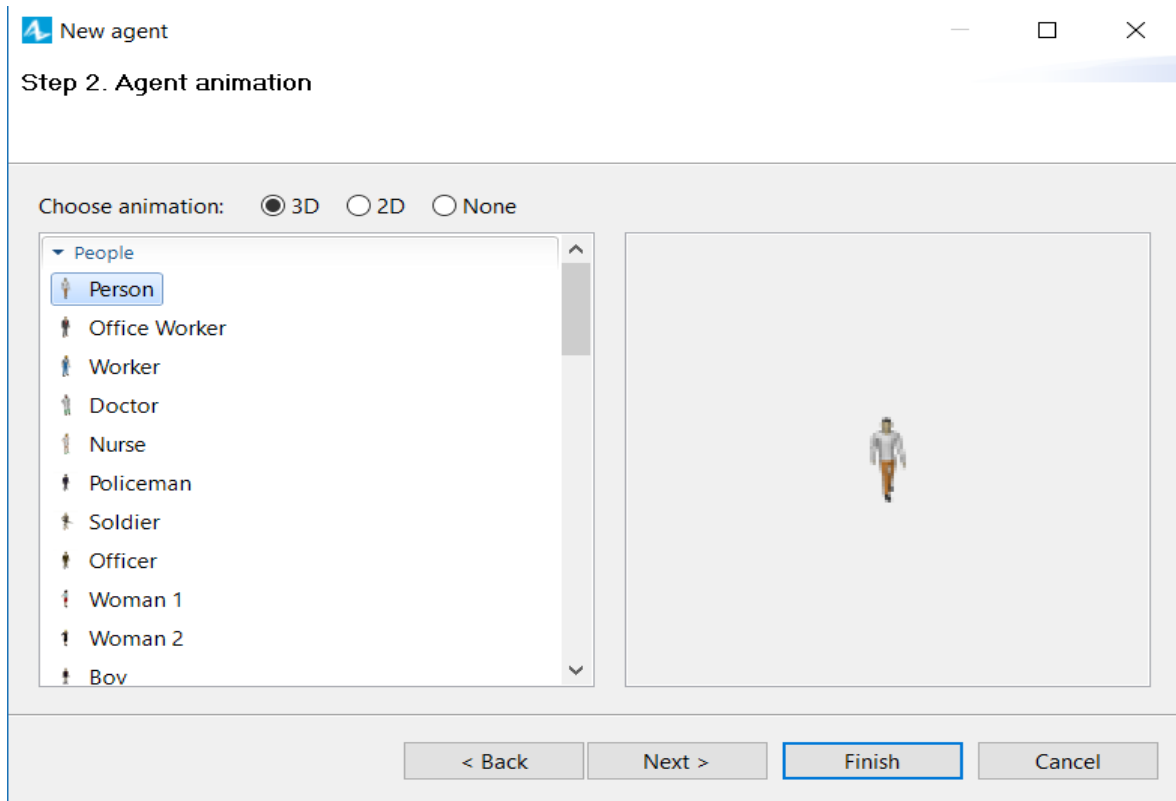 New agent
Step 2. Agent animation
Choose animation: 3D 2D None
People
Person
Office Worker
Worker
Doctor
Nurse
Policeman
Soldier
Officer
Woman 1
Woman 2
Boy
< Back Next > Finish Cancel